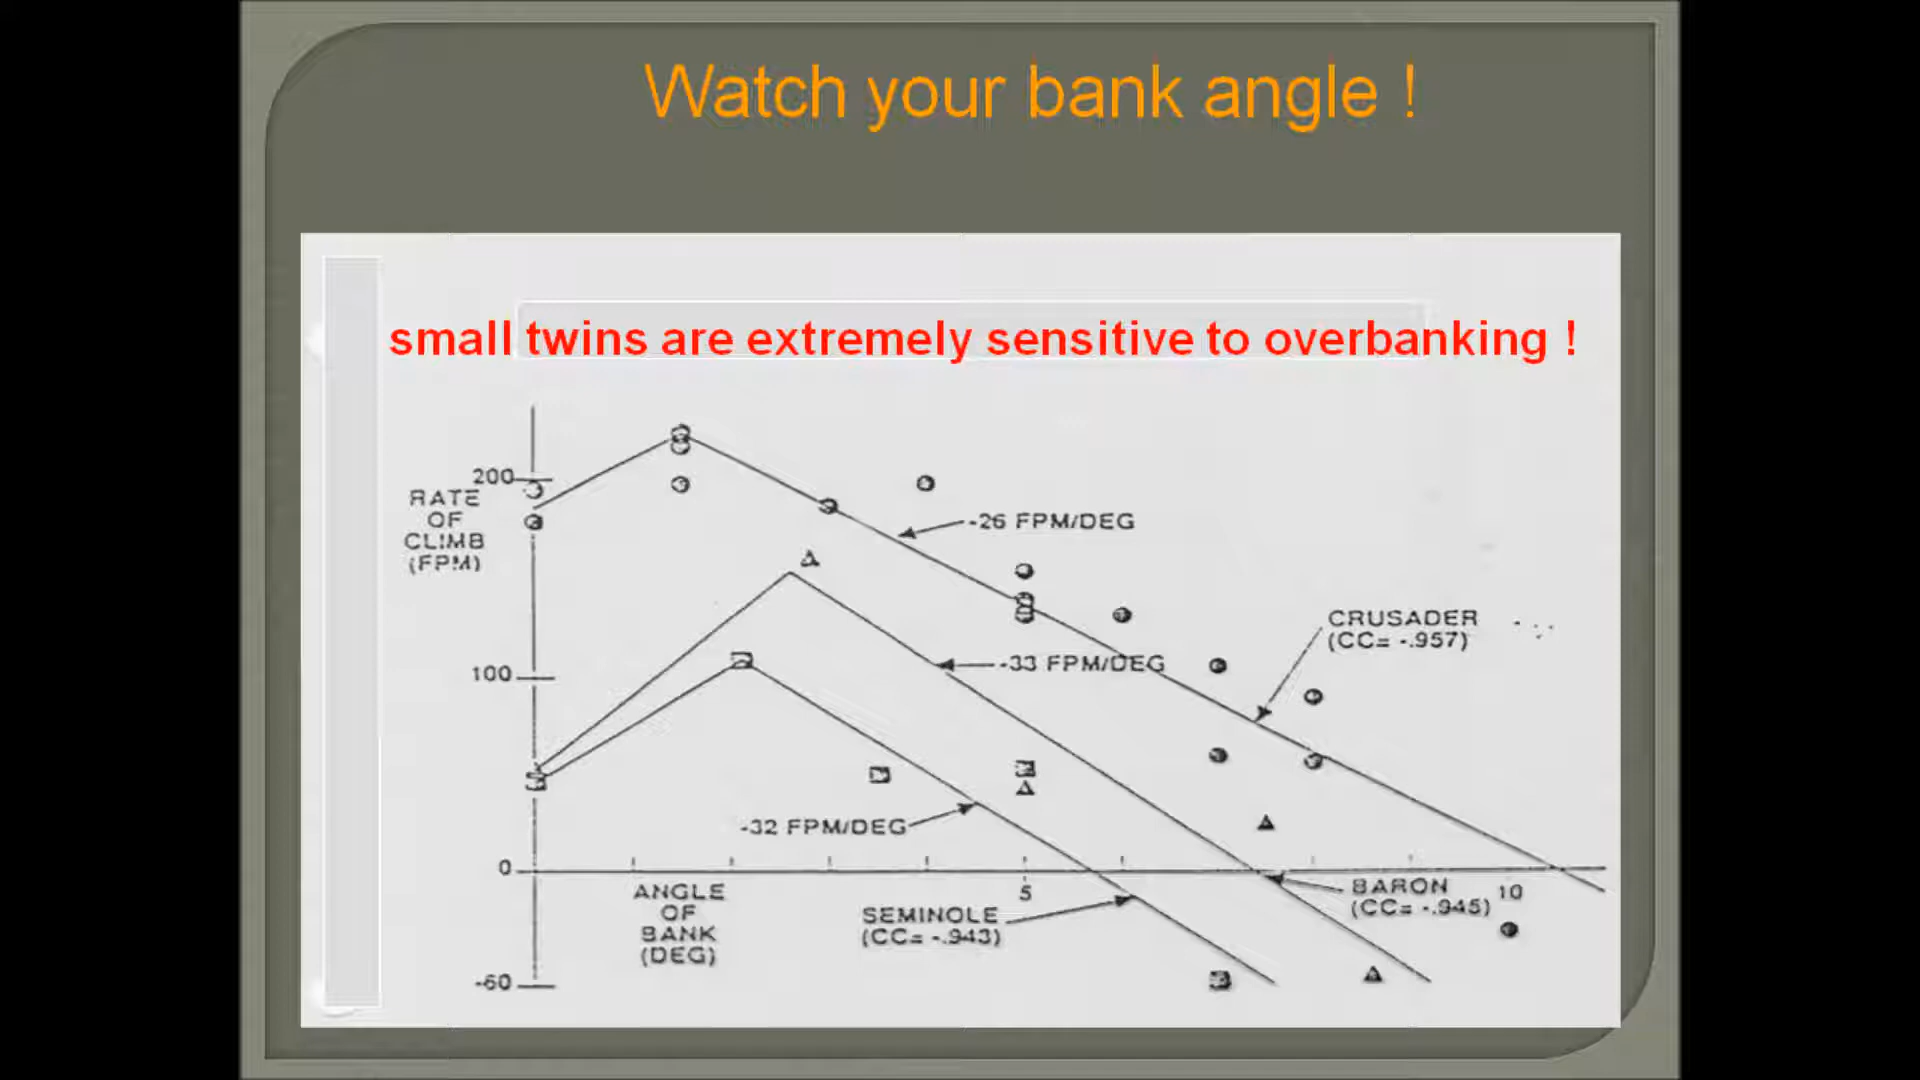 Watch your bank angle !
small twins are extremely sensitive to overbanking !
200
RATE
OF
CLIMB
(FPM)
-26 FPM/DEG
CRUSADER
(CC= -.957)
-33 FPM/DEG
100
-32 FPM/DEG
0
ANGLE
OF
BANK
(DEG)
5
SEMINOLE
(CC= -.943)
BARON
(CC= -.945)
10
-60